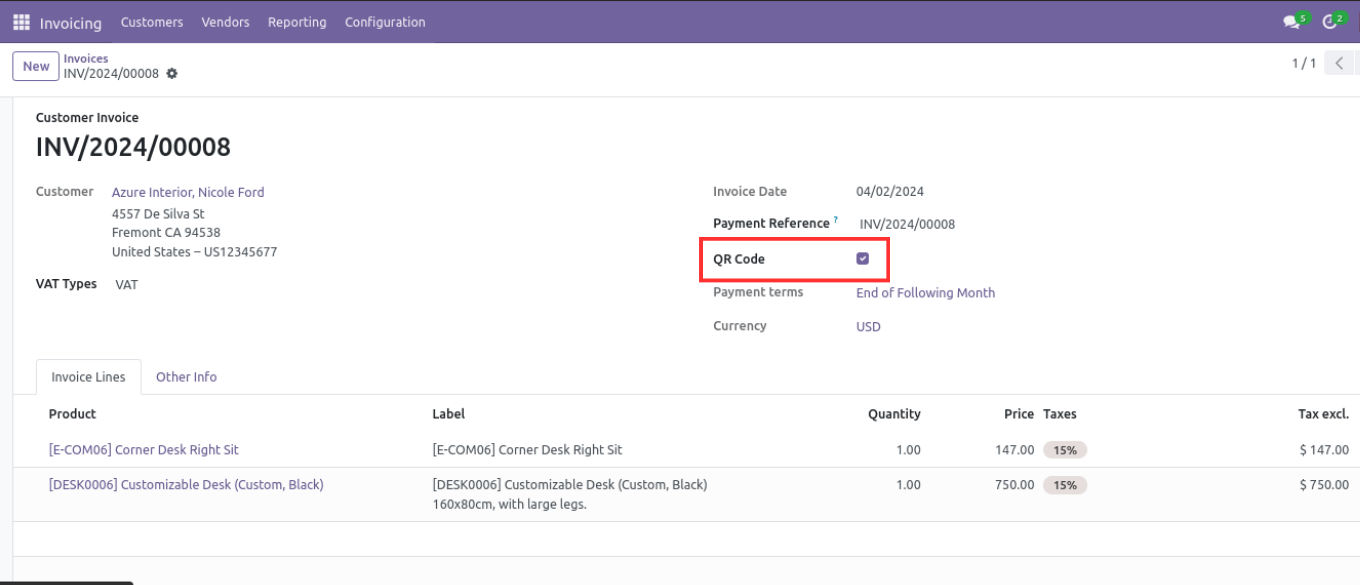 Invoicing Customers Vendors Reporting Configuration 5 2
New Invoices 1 / 1
INV/2024/00008
Customer Invoice
INV/2024/00008
Customer Azure Interior, Nicole Ford Invoice Date 04/02/2024
4557 De Silva St
Fremont CA 94538 Payment Reference ? INV/2024/00008
United States – US12345677 QR Code
VAT Types VAT Payment terms End of Following Month
Currency USD
Invoice Lines Other Info
Product Label Quantity Price Taxes Tax excl.
[E-COM06] Corner Desk Right Sit [E-COM06] Corner Desk Right Sit 1.00 147.00 15% $ 147.00
[DESK0006] Customizable Desk (Custom, Black) [DESK0006] Customizable Desk (Custom, Black) 1.00 750.00 15% $ 750.00
160x80cm, with large legs.